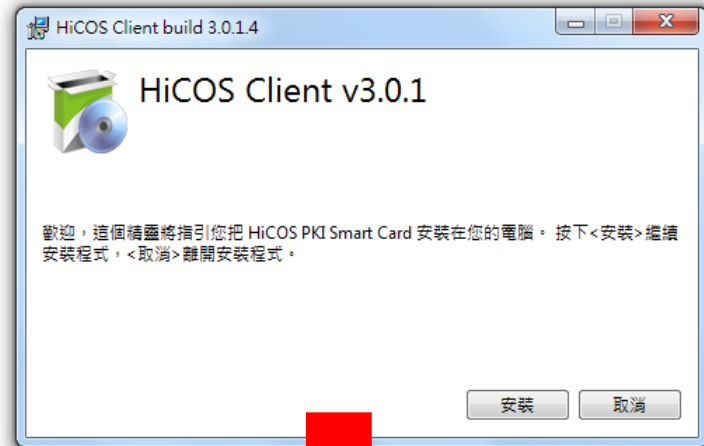 HiCOS Client build 3.0.1.4
HiCOS Client v3.0.1
歡迎，這個精靈將指引您把 HiCOS PKI Smart Card 安裝在您的電腦。 按下<安裝>繼續
安裝程式，<取消>離開安裝程式。
安裝 取消